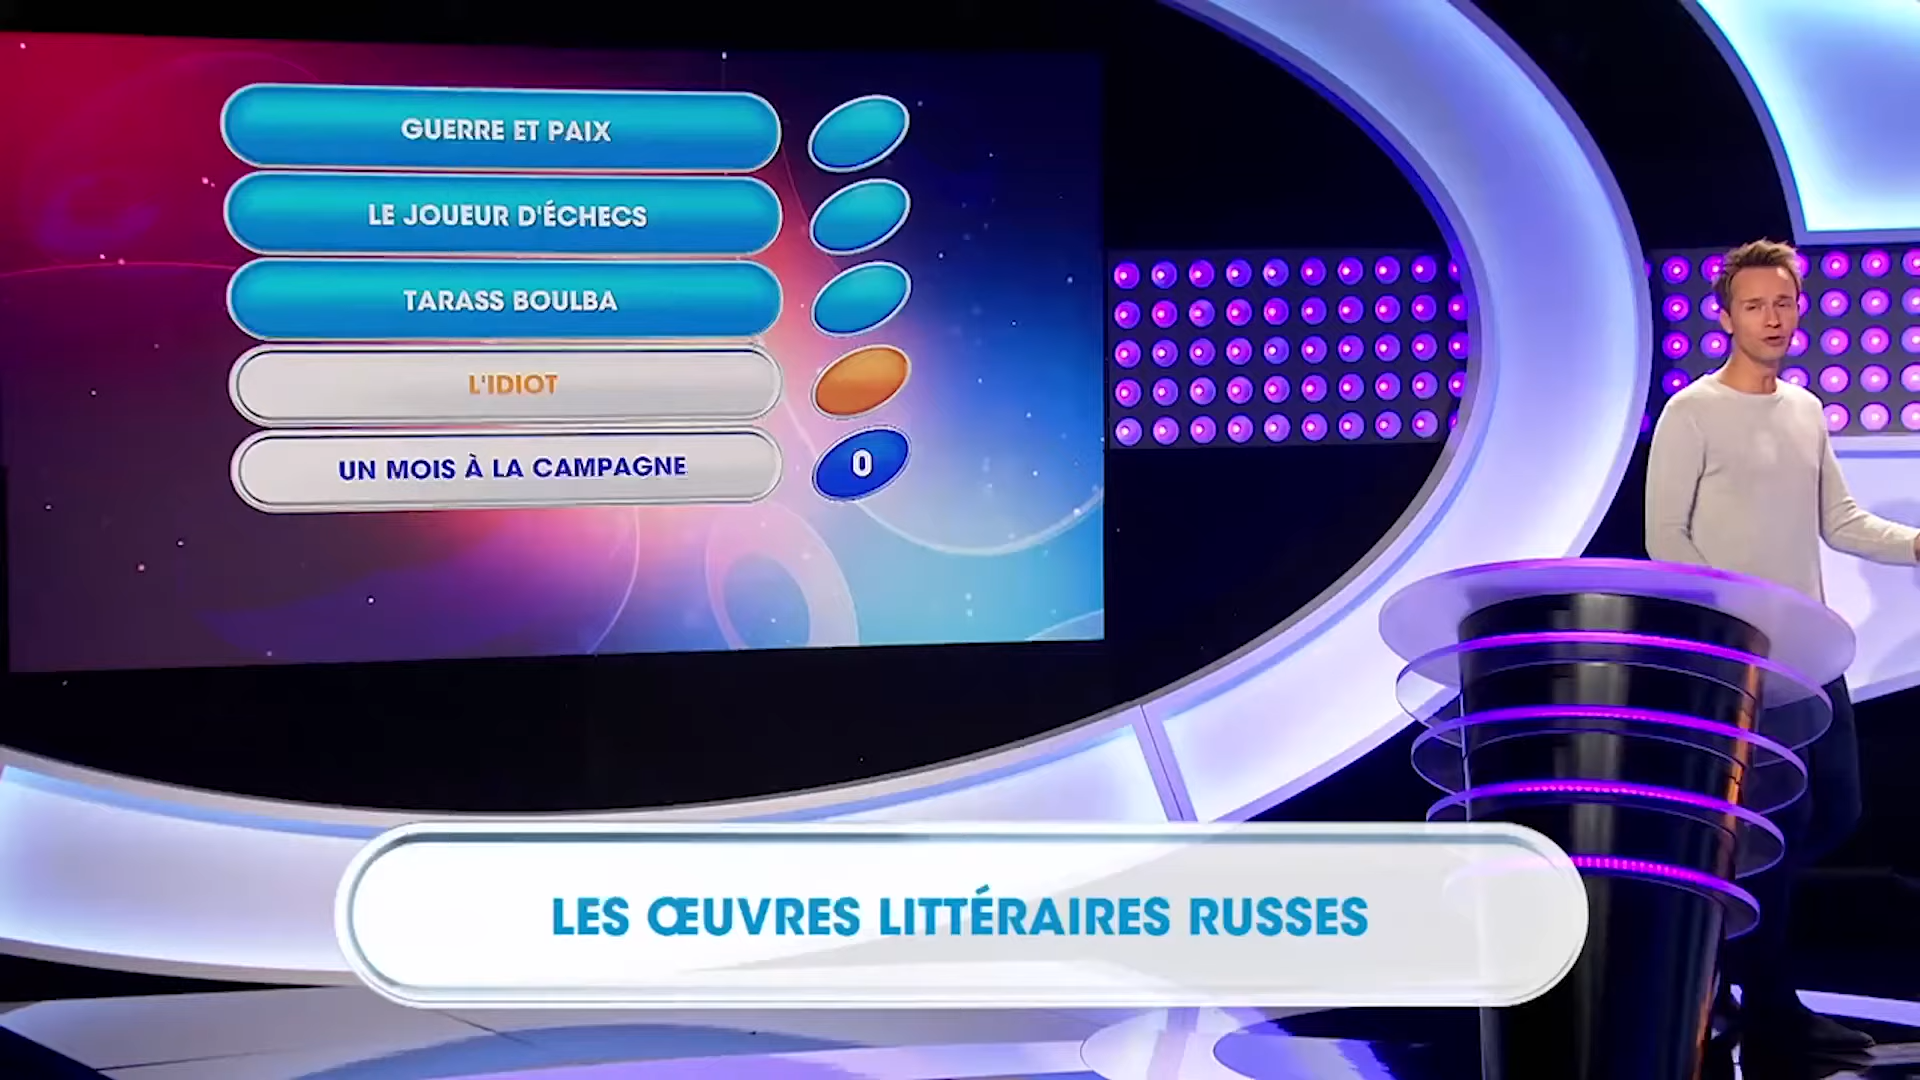 GUERRE ET PAIX
LE JOUEUR D'ÉCHECS
TARASS BOULBA
L'IDIOT
UN MOIS À LA CAMPAGNE 0
LES ŒUVRES LITTÉRAIRES RUSSES